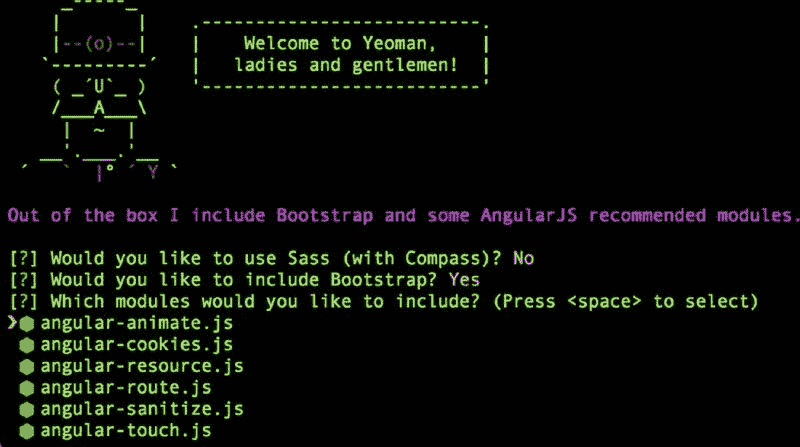 Welcome to Yeoman,
ladies and gentlemen!
Out of the box I include Bootstrap and some AngularJS recommended modules.
[?] Would you like to use Sass (with Compass)? No
[?] Would you like to include Bootstrap? Yes
[?] Which modules would you like to include? (Press <space> to select)
❯⬢ angular-animate.js
⬢ angular-cookies.js
⬢ angular-resource.js
⬢ angular-route.js
⬢ angular-sanitize.js
⬢ angular-touch.js